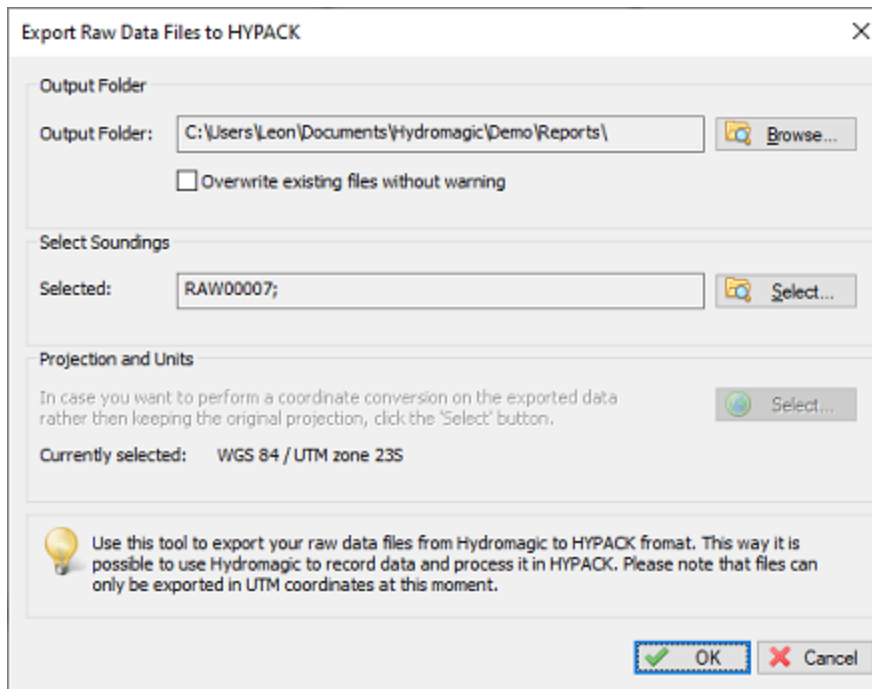 Export Raw Data Files to HYPACK
Output Folder
Output Folder:
C:\Users\Leon\Documents\Hydromagic\Demo\Reports\
Browse...
Overwrite existing files without warning
Select Soundings
Selected:
RAW00007;
Select...
Projection and Units
In case you want to perform a coordinate conversion on the exported data
rather then keeping the original projection, click the 'Select' button.
Select...
Currently selected: WGS 84 / UTM zone 23S
Use this tool to export your raw data files from Hydromagic to HYPACK fromat. This way it is
possible to use Hydromagic to record data and process it in HYPACK. Please note that files can
only be exported in UTM coordinates at this moment.
OK
Cancel